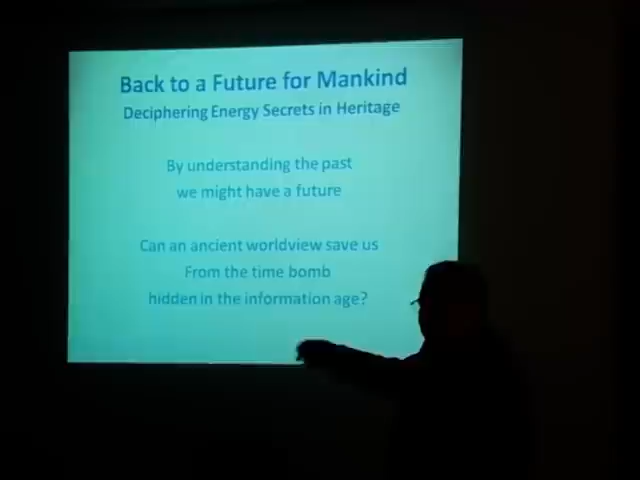 Back to a Future for Mankind
Deciphering Energy Secrets in Heritage
By understanding the past
we might have a future
Can an ancient worldview save us
From the time bomb
hidden in the information age?